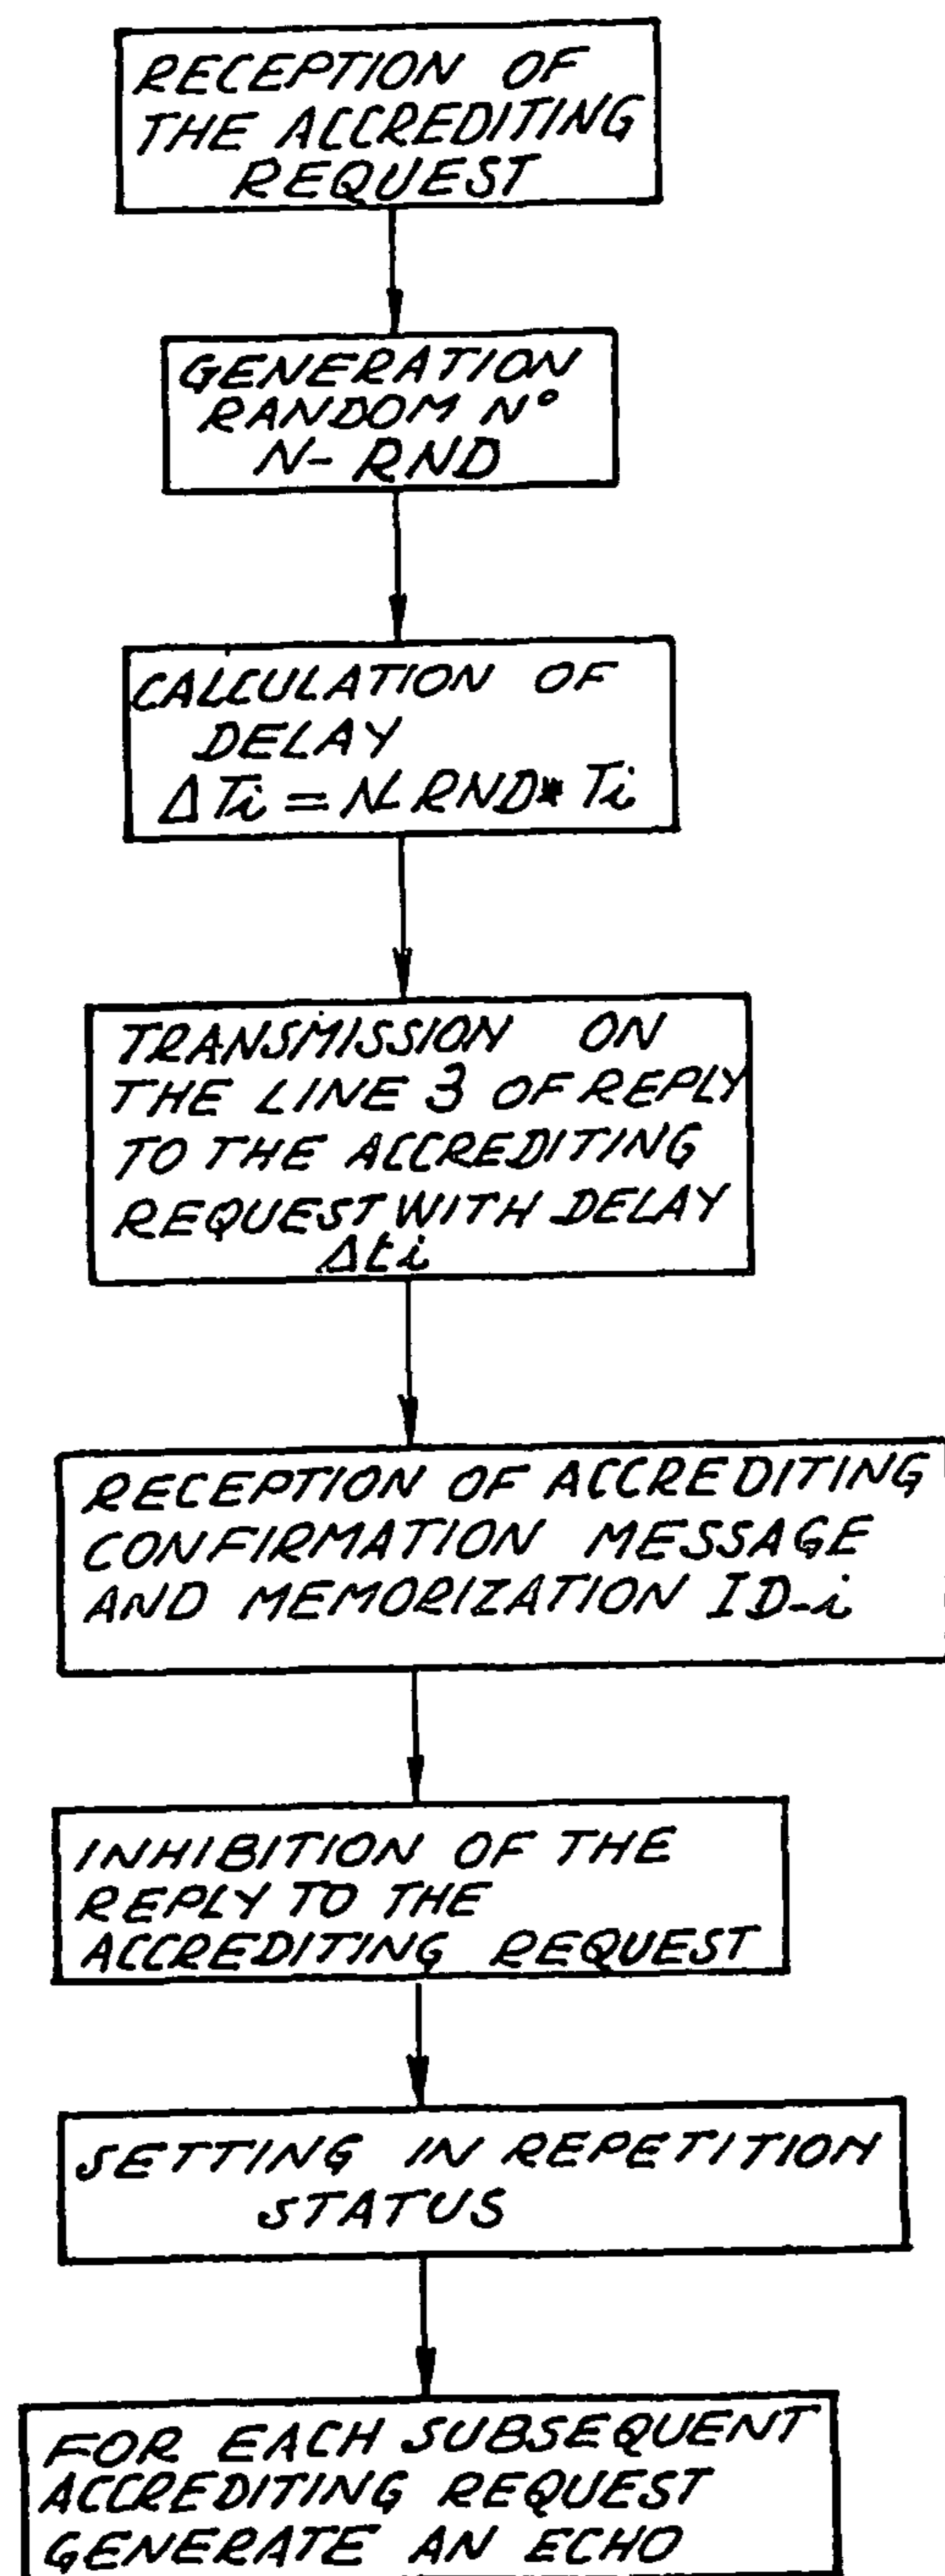 RECEPTION OF
THE ACCREDITING
REQUEST
GENERATION
RANDOM N°
N- RND
CALCULATION OF
DELAY
ΔTi = N-RND* Ti
TRANSMISSION ON
THE LINE 3 OF REPLY
TO THE ACCREDITING
REQUEST WITH DELAY
Δti
RECEPTION OF ACCREDITING
CONFIRMATION MESSAGE
AND MEMORIZATION ID-i
INHIBITION OF THE
REPLY TO THE
ACCREDITING REQUEST
SETTING IN REPETITION
STATUS
FOR EACH SUBSEQUENT
ACCREDITING REQUEST
GENERATE AN ECHO